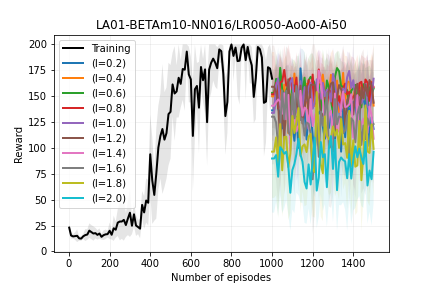 LA01-BETAm10-NN016/LR0050-Ao00-Ai50
Reward
200
175
150
125
100
75
50
25
0
Training
(l=0.2)
(l=0.4)
(l=0.6)
(l=0.8)
(l=1.0)
(l=1.2)
(l=1.4)
(l=1.6)
(l=1.8)
(l=2.0)
0 200 400 600 800 1000 1200 1400
Number of episodes